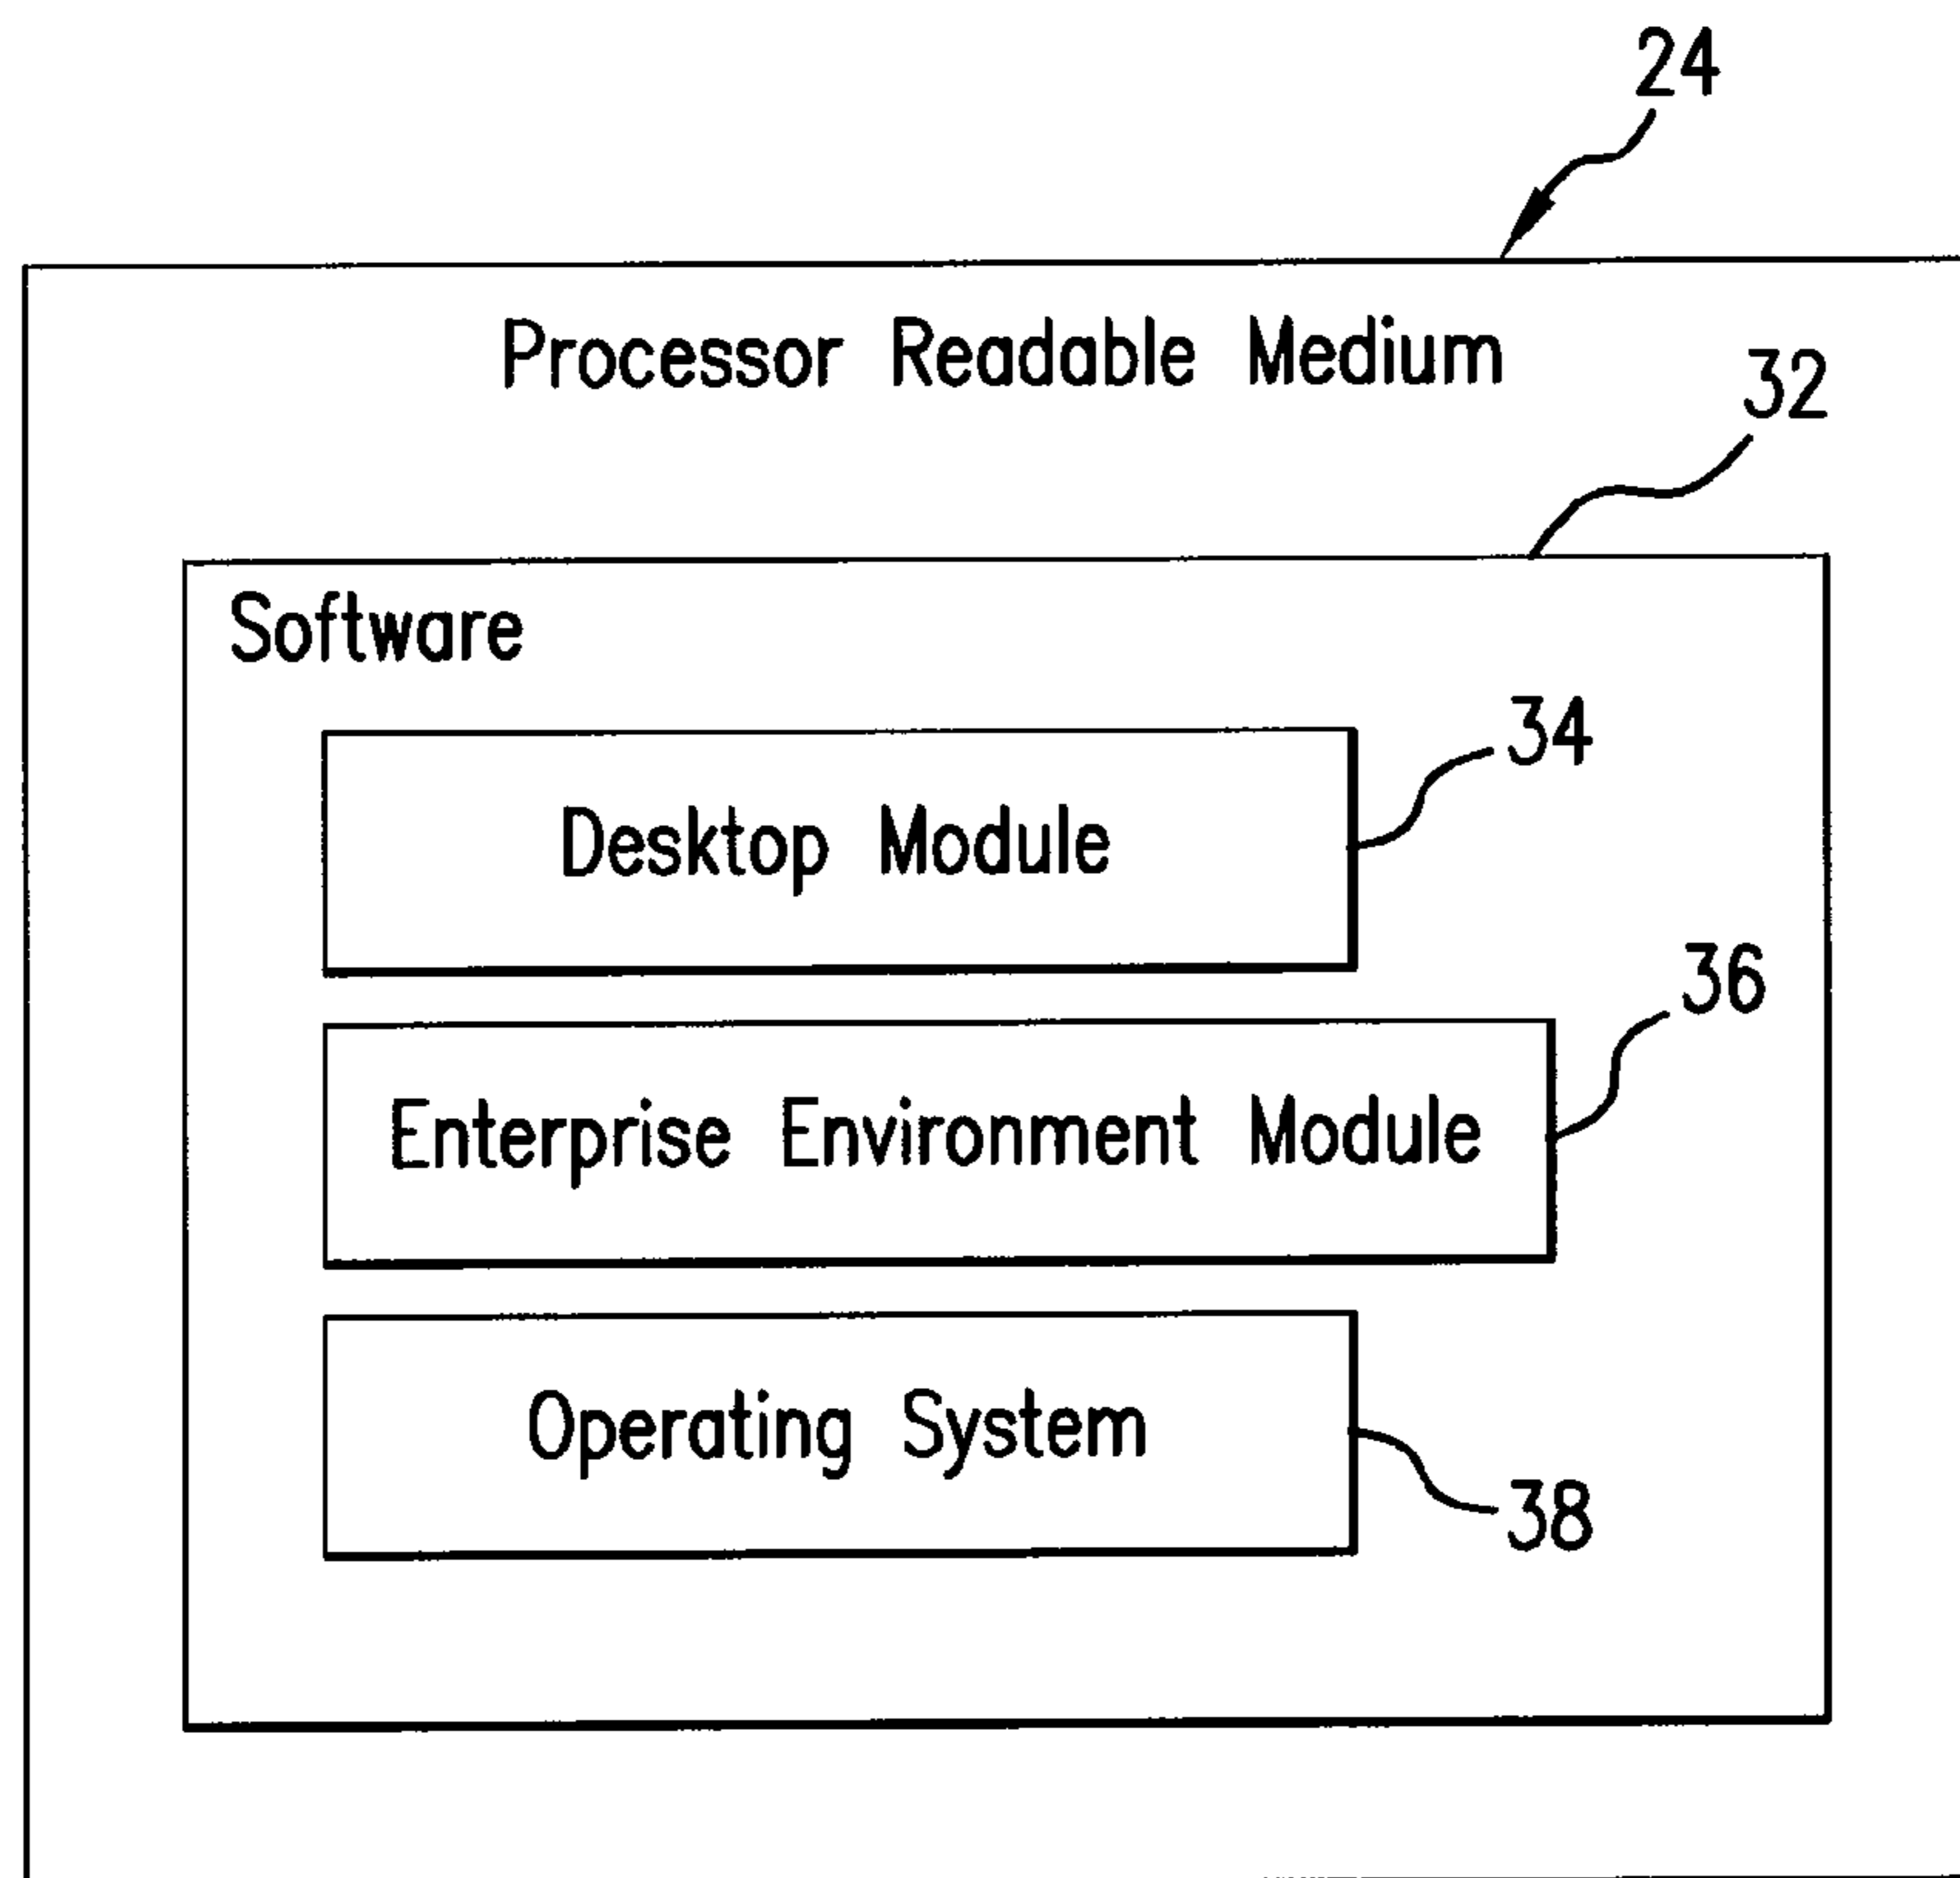 24
Processor Readable Medium
32
Software
34
Desktop Module
36
Enterprise Environment Module
Operating System
38